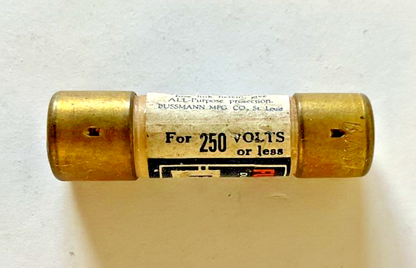 ALL-Purpose protection.
BUSSMANN MFG CO., St. Louis
For 250 VOLTS
or less